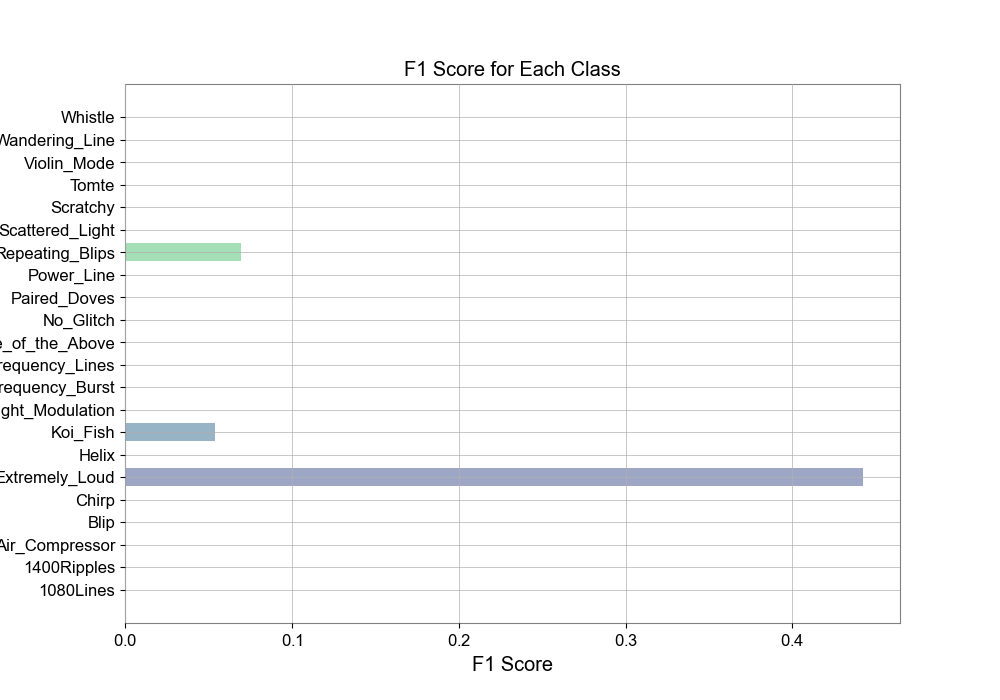 F1 Score for Each Class
Whistle
Wandering_Line
Violin_Mode
Tomte
Scratchy
Scattered_Light
Repeating_Blips
Power_Line
Paired_Doves
No_Glitch
e_of_the_Above
requency_Lines
requency_Burst
ght_Modulation
Koi_Fish
Helix
Extremely_Loud
Chirp
Blip
Air_Compressor
1400Ripples
1080Lines
0.0 0.1 0.2 0.3 0.4
F1 Score